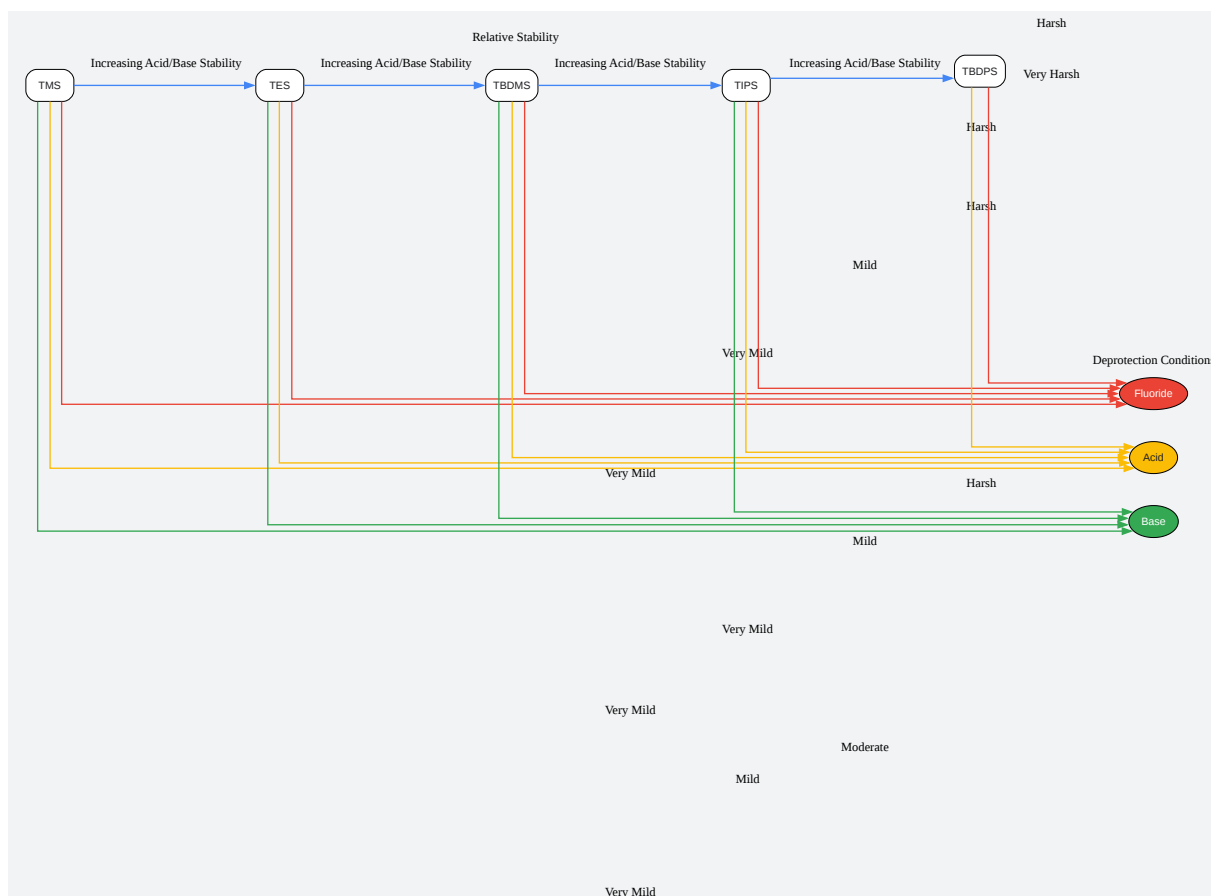 Harsh
Relative Stability
Increasing Acid/Base Stability
Increasing Acid/Base Stability
Increasing Acid/Base Stability
Increasing Acid/Base Stability
TMS
TES
TBDMS
TIPS
TBDPS
Very Harsh
Harsh
Harsh
Mild
Very Mild
Deprotection Conditions
Fluoride
Acid
Very Mild
Harsh
Base
Mild
Very Mild
Very Mild
Moderate
Mild
Very Mild